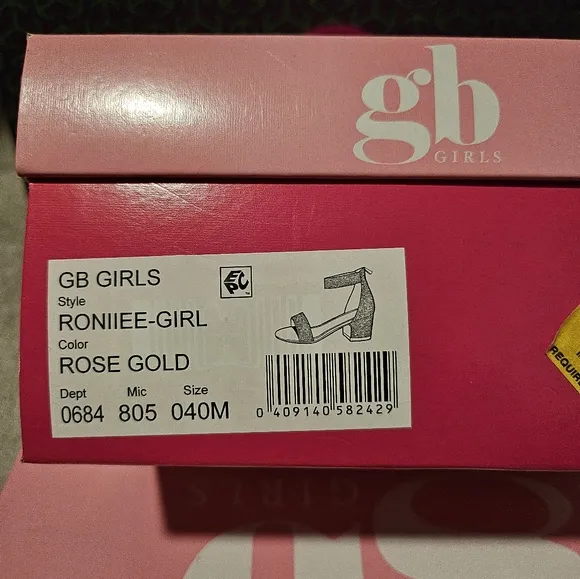 gb
GIRLS
GB GIRLS
EPC
Style
RONIIEE-GIRL
Color
ROSE GOLD
Dept Mic Size
0684 805 040M
0 409140 582429
REQUIR
GIRLS